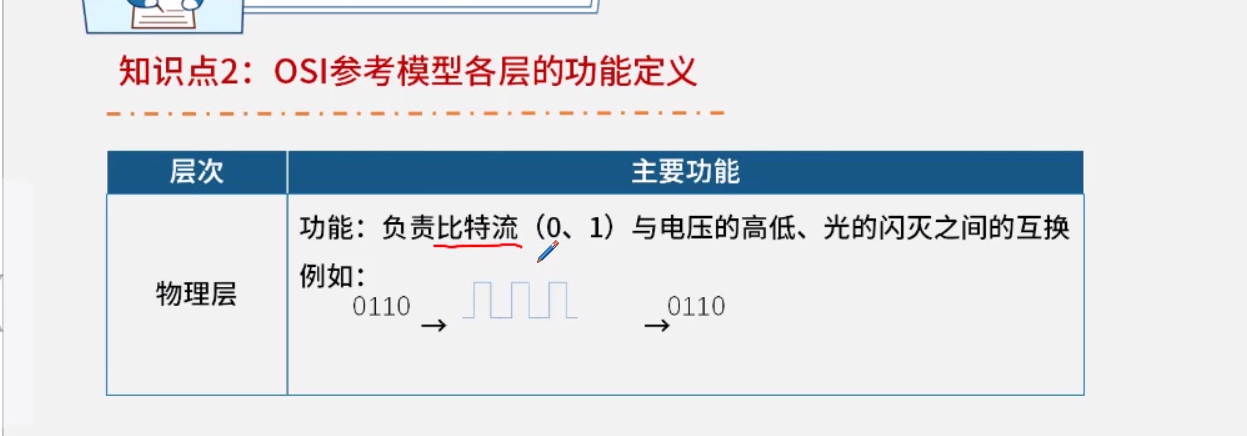 知识点2：OSI参考模型各层的功能定义
层次 主要功能
物理层
功能：负责比特流（0、1）与电压的高低、光的闪灭之间的互换
例如：
0110 → → 0110